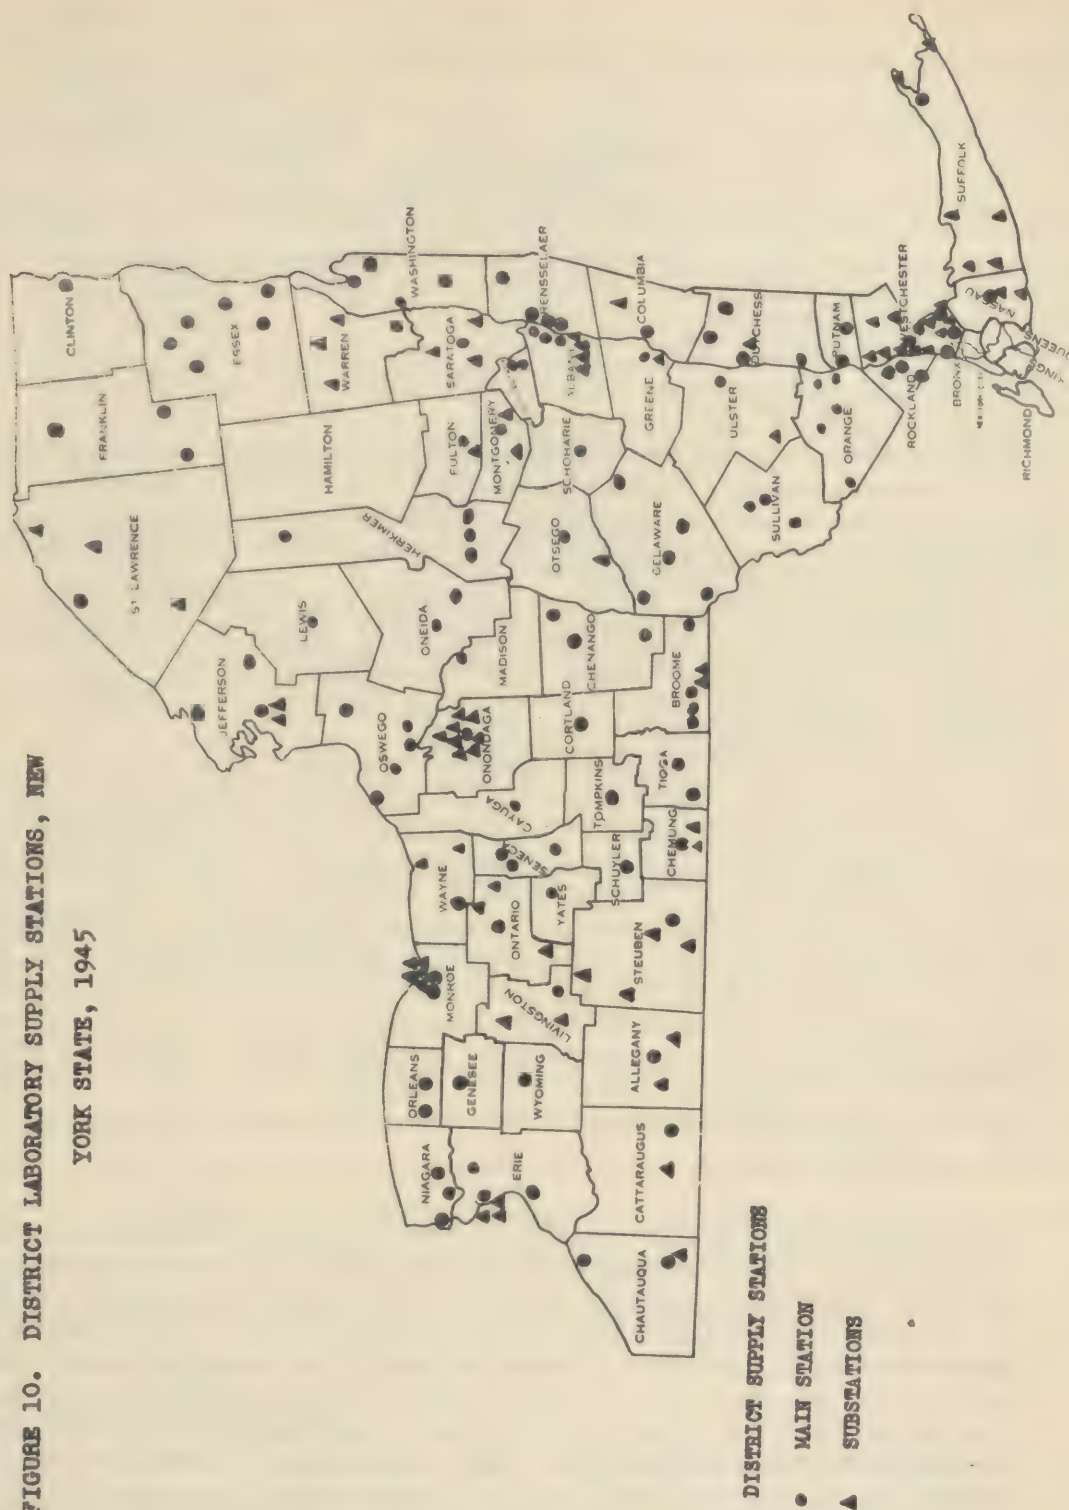 FIGURE 10. DISTRICT LABORATORY SUPPLY STATIONS, NEW
YORK STATE, 1945
CLINTON
FRANKLIN
ST LAWRENCE
ESSEX
HAMILTON
WARREN
WASHINGTON
JEFFERSON
LEWIS
HERKIMER
FULTON
SARATOGA
MONTGOMERY
OSWEGO
ONEIDA
NIAGARA
ORLEANS
MONROE
WAYNE
CAYUGA
ONONDAGA
MADISON
OTSEGO
SCHOHARIE
RENSSELAER
ERIE
GENESEE
WYOMING
LIVINGSTON
ONTARIO
YATES
SENECA
CORTLAND
CHENANGO
GREENE
COLUMBIA
CHAUTAUQUA
CATTARAUGUS
ALLEGANY
STEUBEN
SCHUYLER
CHEMUNG
TOMPKINS
TIOGA
BROOME
DELAWARE
ULSTER
DUTCHESS
SULLIVAN
ORANGE
PUTNAM
ROCKLAND
WESTCHESTER
RICHMOND
QUEENS
NASSAU
SUFFOLK
DISTRICT SUPPLY STATIONS
MAIN STATION
SUBSTATIONS